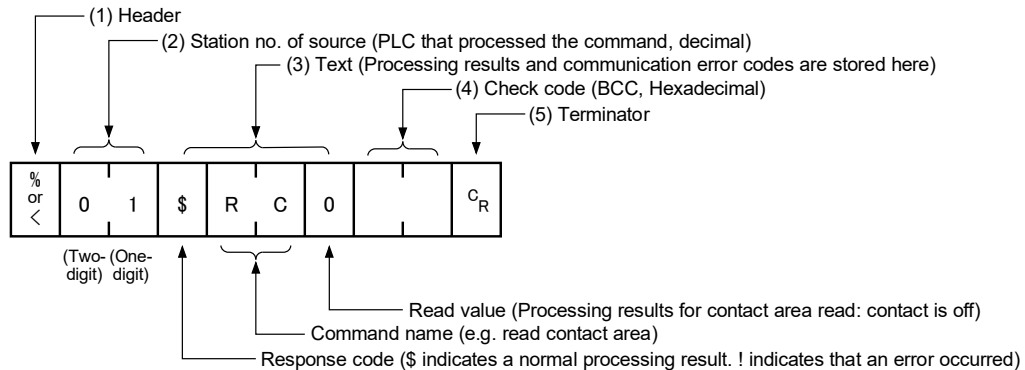 (1) Header
(2) Station no. of source (PLC that processed the command, decimal)
(3) Text (Processing results and communication error codes are stored here)
(4) Check code (BCC, Hexadecimal)
(5) Terminator
% or < 0 1 $ R C 0 CR
(Two-digit) (One-digit)
Read value (Processing results for contact area read: contact is off)
Command name (e.g. read contact area)
Response code ($ indicates a normal processing result. ! indicates that an error occurred)